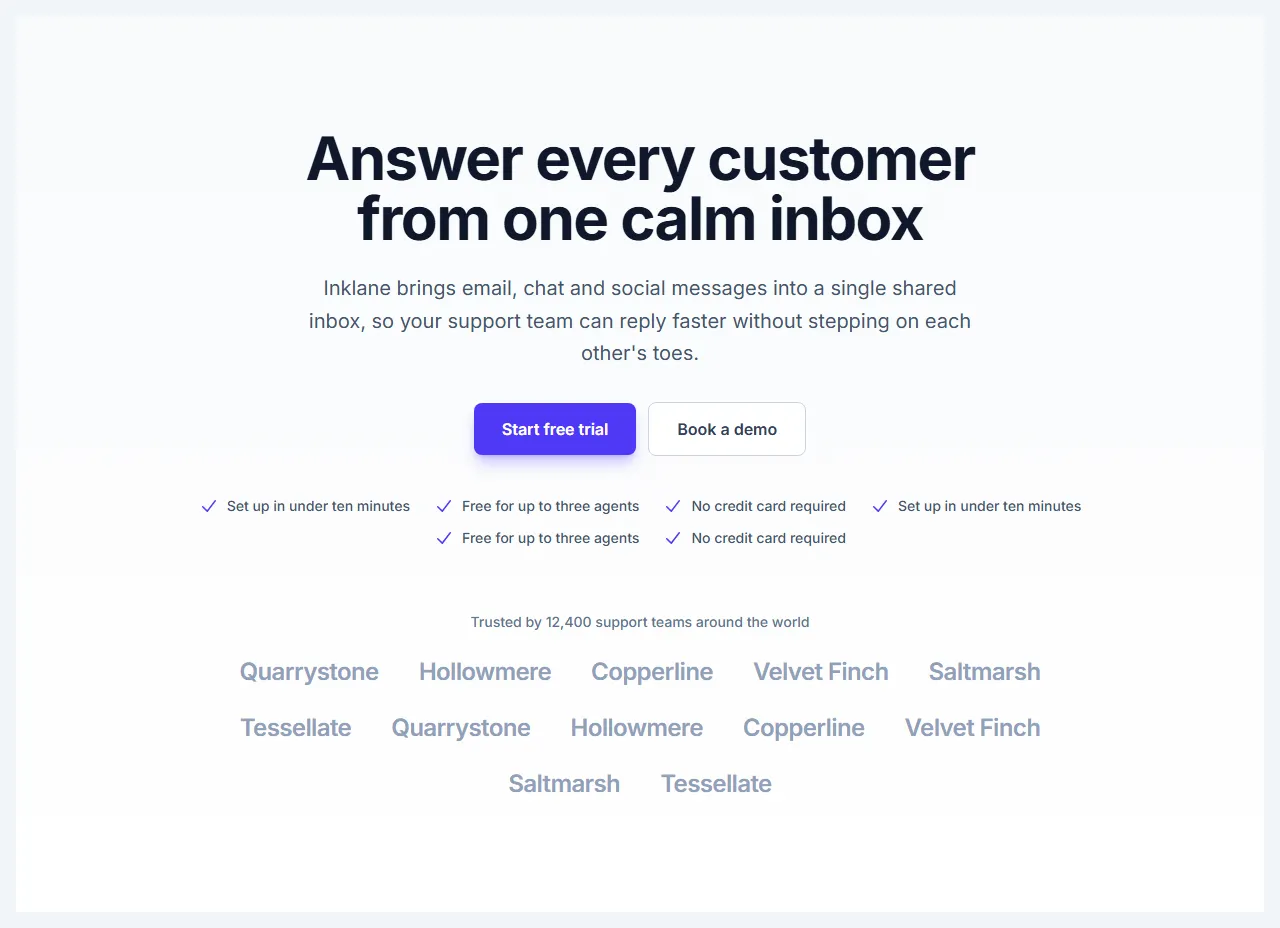 Answer every customer
from one calm inbox
Inklane brings email, chat and social messages into a single shared
inbox, so your support team can reply faster without stepping on each
other's toes.
Start free trial Book a demo
Set up in under ten minutes Free for up to three agents No credit card required Set up in under ten minutes
Free for up to three agents No credit card required
Trusted by 12,400 support teams around the world
Quarrystone Hollowmere Copperline Velvet Finch Saltmarsh
Tessellate Quarrystone Hollowmere Copperline Velvet Finch
Saltmarsh Tessellate